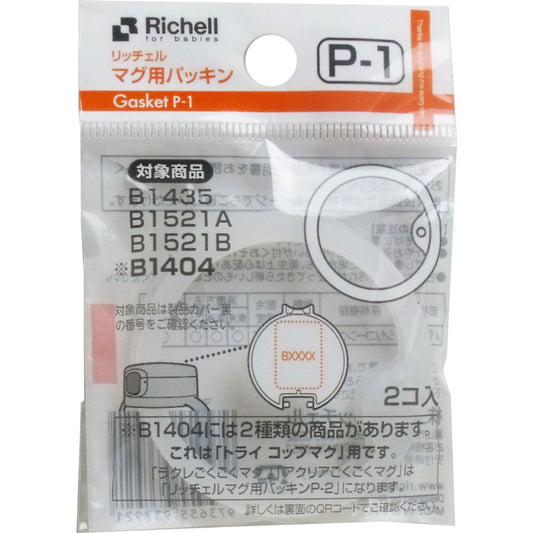 Richell
for babies
リッチェル
マグ用パッキン
Gasket P-1
P-1
対象商品
B1435
B1521A
B1521B
※B1404
対象商品は製品カバー裏
の番号をご確認ください。
BXXXX
2コ入
※B1404には2種類の商品があります。
これは「トライ コップマグ」用です。
「ラクレごくごくマグ」「アクリアごくごくマグ」は
「リッチェルマグ用パッキンP-2」になります。
詳しくは裏面のQRコードでご確認ください。